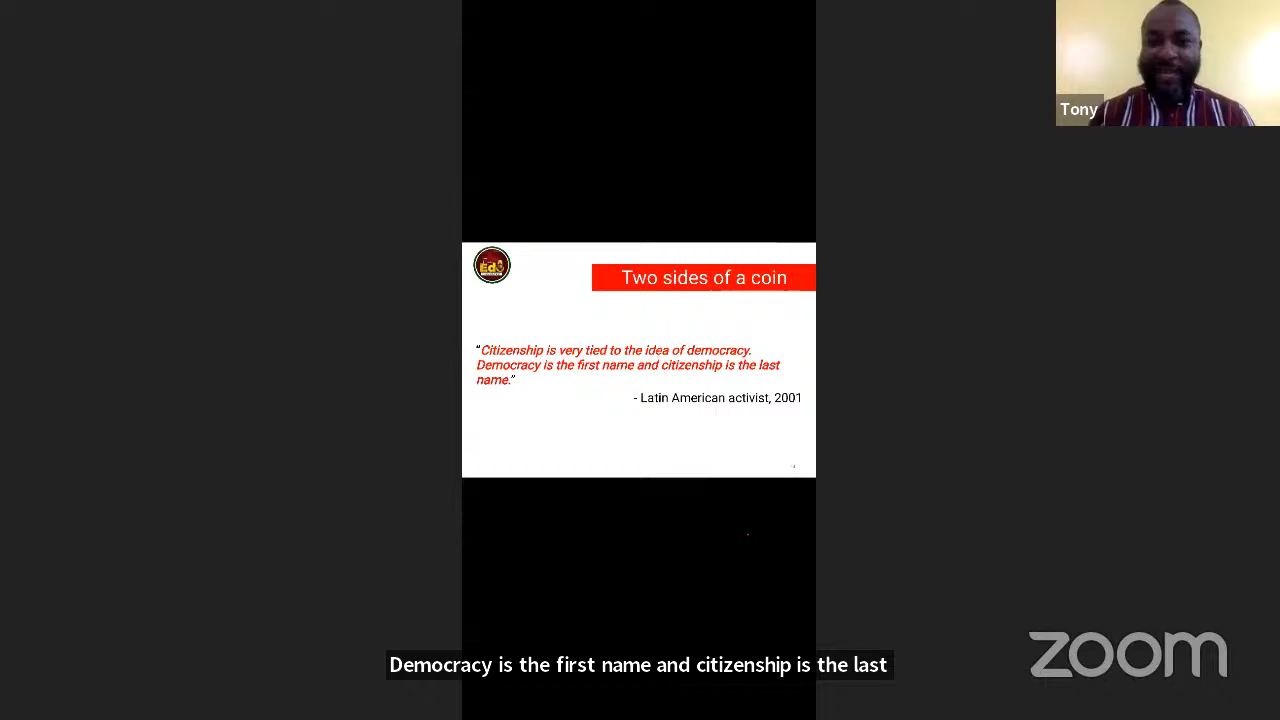 Tony
Edo
Two sides of a coin
"Citizenship is very tied to the idea of democracy.
Democracy is the first name and citizenship is the last
name."
- Latin American activist, 2001
Democracy is the first name and citizenship is the last
zoom